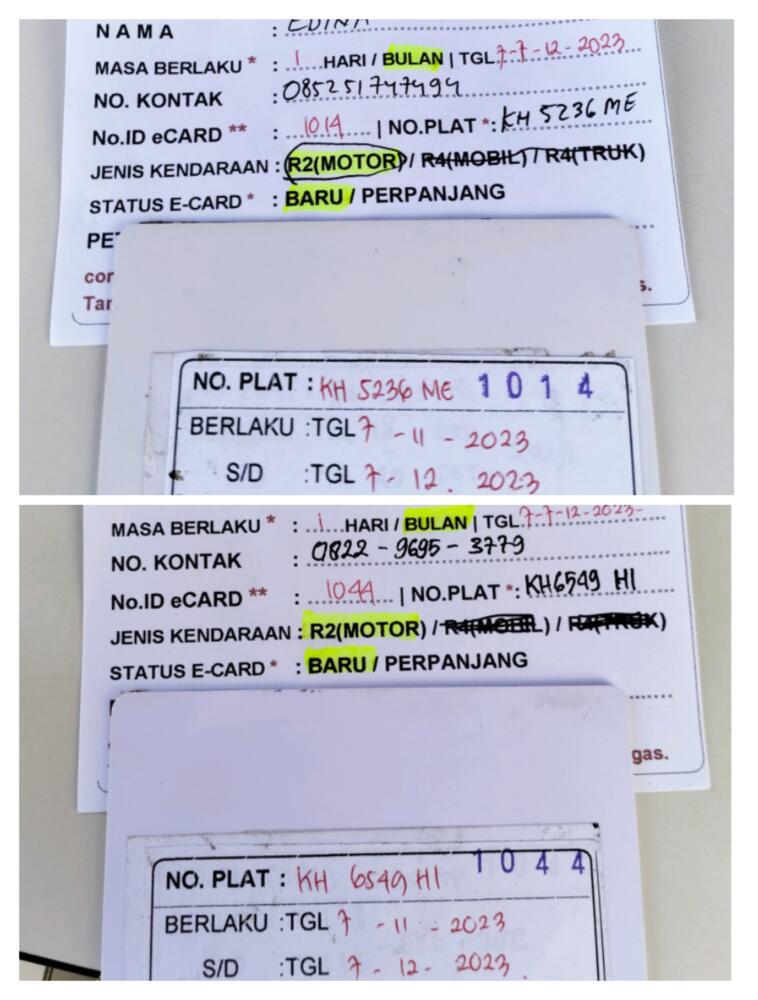 NAMA : EDINA
MASA BERLAKU * : 1 HARI / BULAN | TGL 7-7-12-2023
NO. KONTAK : 085251747494
No.ID eCARD ** : 1014 | NO.PLAT *: KH 5236 ME
JENIS KENDARAAN : R2(MOTOR) / R4(MOBIL) / R4(TRUK)
STATUS E-CARD * : BARU / PERPANJANG
NO. PLAT : KH 5236 ME 1014
BERLAKU :TGL 7 - 11 - 2023
S/D :TGL 7 - 12. 2023
MASA BERLAKU * : 1 HARI / BULAN | TGL 7-7-12-2023-
NO. KONTAK : 0822 - 9695 - 3779
No.ID eCARD ** : 1044 | NO.PLAT *: KH6549 HI
JENIS KENDARAAN : R2(MOTOR) / R4(MOBIL) / R4(TRUK)
STATUS E-CARD * : BARU / PERPANJANG
gas.
NO. PLAT : KH 6549 HI 1044
BERLAKU :TGL 7 - 11 - 2023
S/D :TGL 7 - 12 - 2023